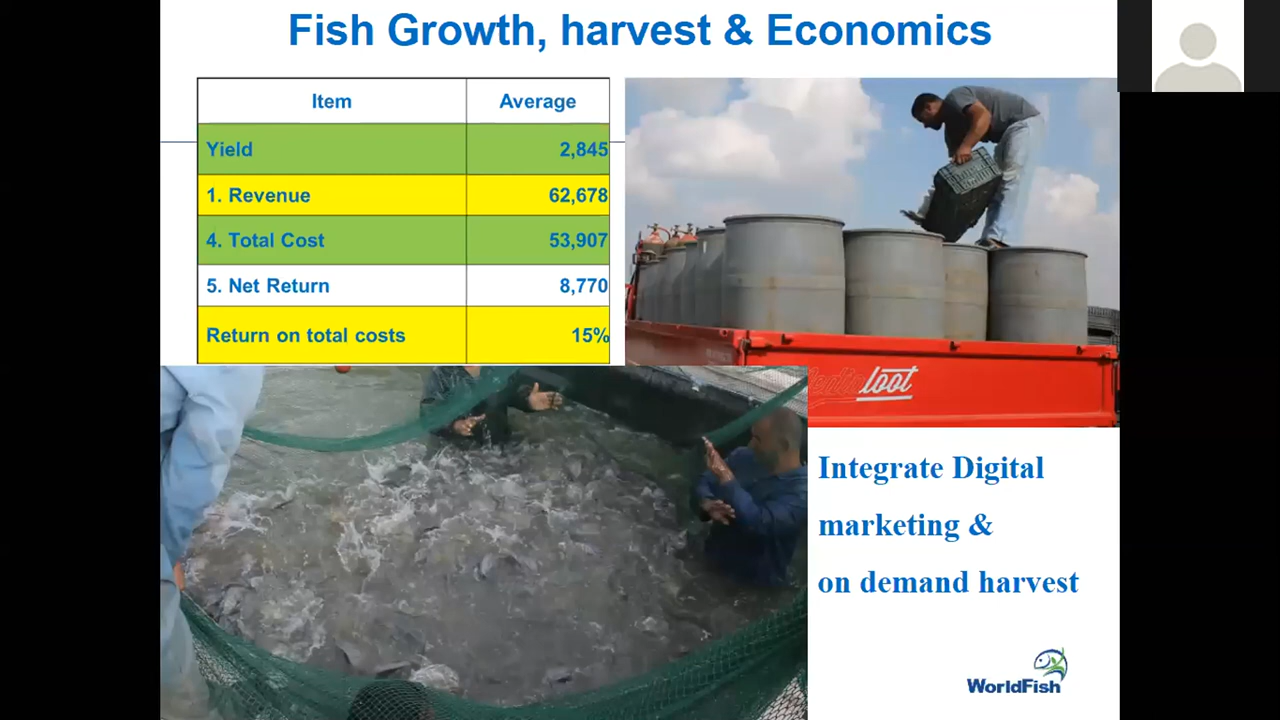 Fish Growth, harvest & Economics
Item Average
Yield 2,845
1. Revenue 62,678
4. Total Cost 53,907
5. Net Return 8,770
Return on total costs 15%
loot
Integrate Digital
marketing &
on demand harvest
WorldFish